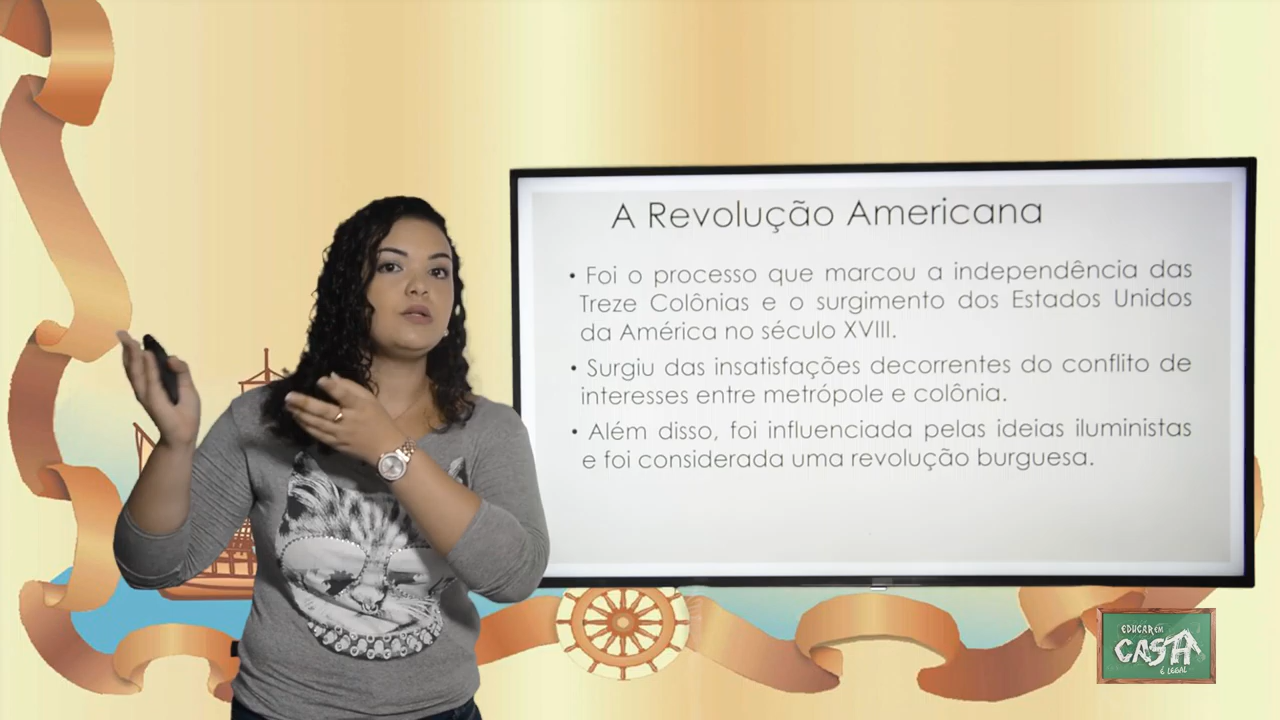 A Revolução Americana
• Foi o processo que marcou a independência das
Treze Colônias e o surgimento dos Estados Unidos
da América no século XVIII.
• Surgiu das insatisfações decorrentes do conflito de
interesses entre metrópole e colônia.
• Além disso, foi influenciada pelas ideias iluministas
e foi considerada uma revolução burguesa.
EDUCAR EM
CASA
É LEGAL